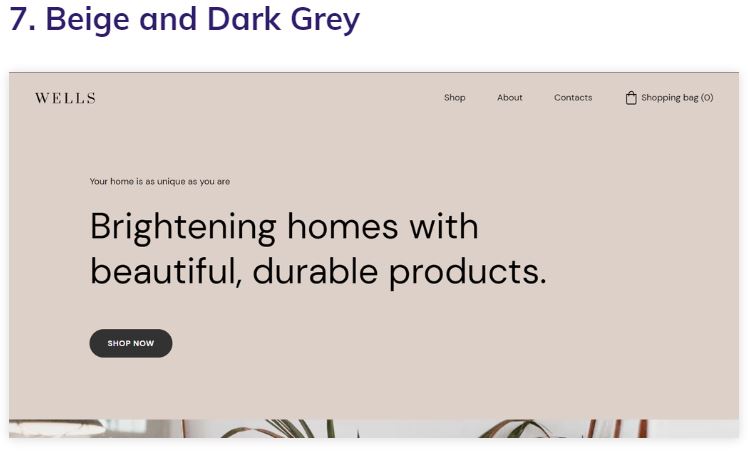 7. Beige and Dark Grey
WELLS
Shop About Contacts Shopping bag (0)
Your home is as unique as you are
Brightening homes with
beautiful, durable products.
SHOP NOW